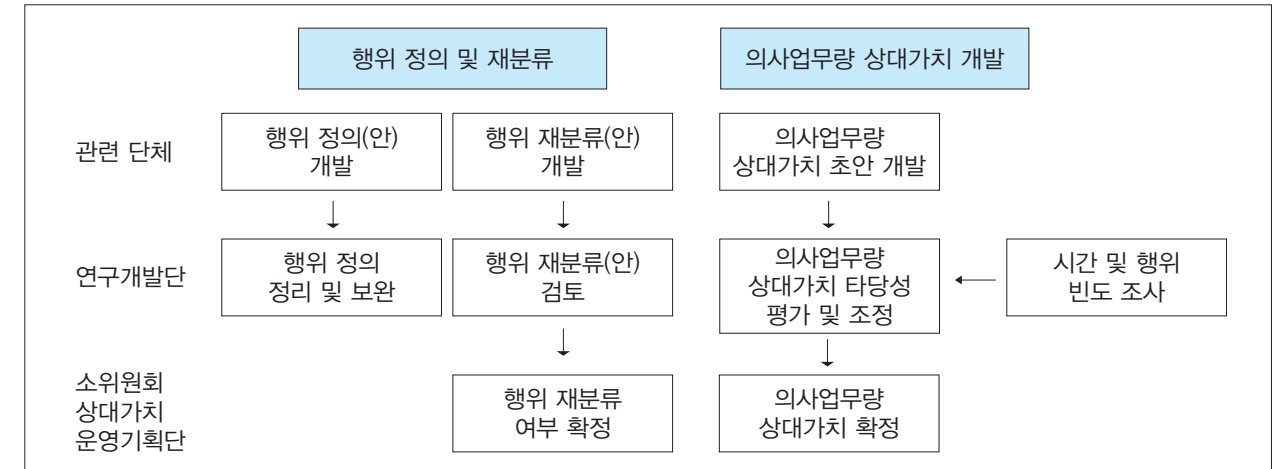 행위 정의 및 재분류
의사업무량 상대가치 개발
관련 단체
행위 정의(안)
개발
행위 재분류(안)
개발
의사업무량
상대가치 초안 개발
연구개발단
행위 정의
정리 및 보완
행위 재분류(안)
검토
의사업무량
상대가치 타당성
평가 및 조정
시간 및 행위
빈도 조사
소위원회
상대가치
운영기획단
행위 재분류
여부 확정
의사업무량
상대가치 확정